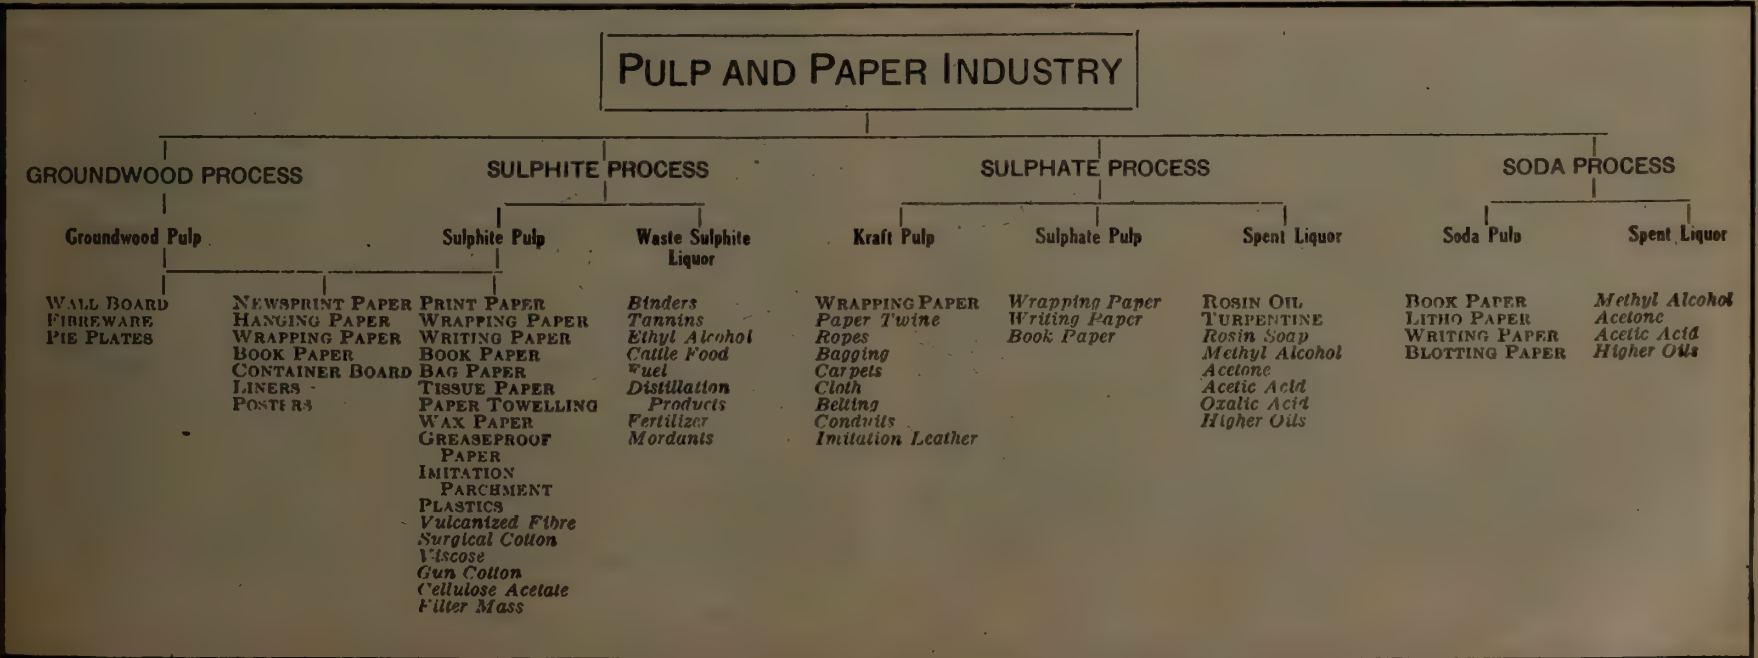 PULP AND PAPER INDUSTRY
GROUNDWOOD PROCESS
SULPHITE PROCESS
SULPHATE PROCESS
SODA PROCESS
Groundwood Pulp
Sulphite Pulp
Waste Sulphite
Liquor
Kraft Pulp
Sulphate Pulp
Spent Liquor
Soda Pulp
Spent Liquor
WALL BOARD
FIBREWARE
PIE PLATES
NEWSPRINT PAPER
HANGING PAPER
WRAPPING PAPER
BOOK PAPER
CONTAINER BOARD
LINERS
POSTERS
PRINT PAPER
WRAPPING PAPER
WRITING PAPER
BOOK PAPER
BAG PAPER
TISSUE PAPER
PAPER TOWELLING
WAX PAPER
GREASEPROOF
PAPER
IMITATION
PARCHMENT
PLASTICS
Vulcanized Fibre
Surgical Cotton
Viscose
Gun Cotton
Cellulose Acetate
Filter Mass
Binders
Tannins
Ethyl Alcohol
Cattle Food
Fuel
Distillation
Products
Fertilizer
Mordants
WRAPPING PAPER
Paper Twine
Ropes
Bagging
Carpets
Cloth
Belting
Conduits
Imitation Leather
Wrapping Paper
Writing Paper
Book Paper
ROSIN OIL
TURPENTINE
Rosin Soap
Methyl Alcohol
Acetone
Acetic Acid
Oxalic Acid
Higher Oils
BOOK PAPER
LITHO PAPER
WRITING PAPER
BLOTTING PAPER
Methyl Alcohol
Acetone
Acetic Acid
Higher Oils